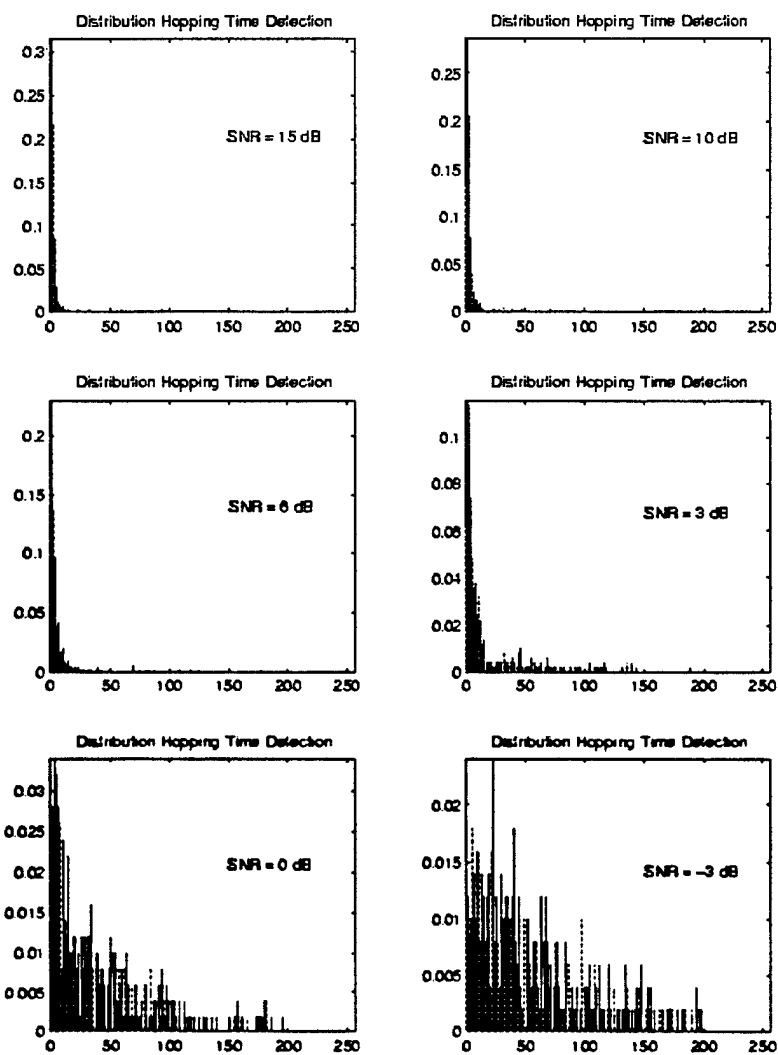 Distribution Hopping Time Detection
0.3
0.25
0.2
0.15
0.1
0.05
0
SNR = 15 dB
0 50 100 150 200 250
Distribution Hopping Time Detection
0.25
0.2
0.15
0.1
0.05
0
SNR = 10 dB
0 50 100 150 200 250
Distribution Hopping Time Detection
0.2
0.15
0.1
0.05
0
SNR = 6 dB
0 50 100 150 200 250
Distribution Hopping Time Detection
0.1
0.08
0.06
0.04
0.02
0
SNR = 3 dB
0 50 100 150 200 250
Distribution Hopping Time Detection
0.03
0.025
0.02
0.015
0.01
0.005
0
SNR = 0 dB
0 50 100 150 200 250
Distribution Hopping Time Detection
0.02
0.015
0.01
0.005
0
SNR = −3 dB
0 50 100 150 200 250